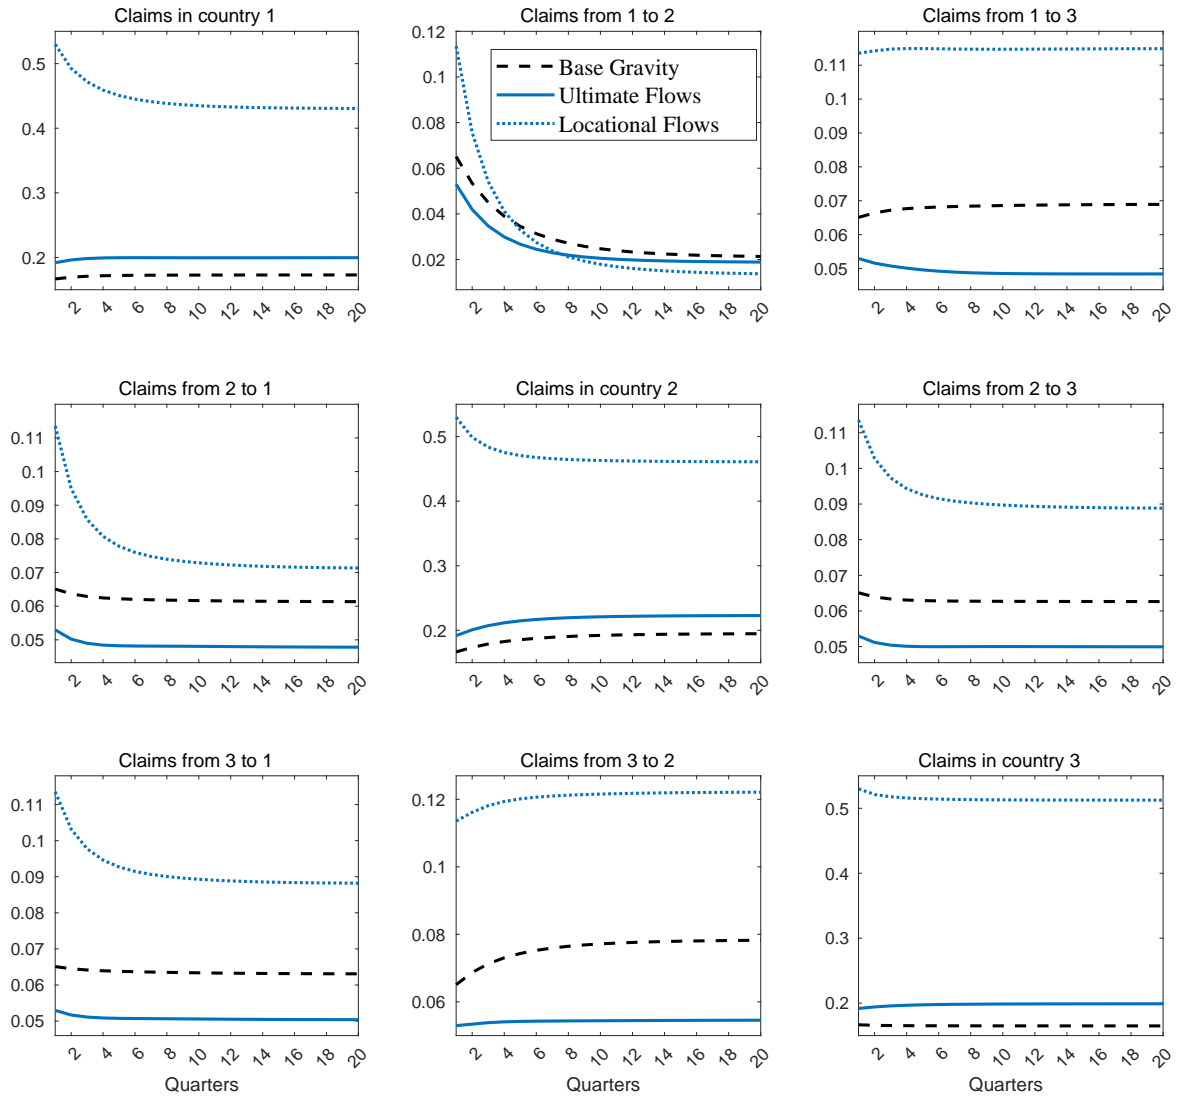 Claims in country 1
0.5
0.4
0.3
0.2
2 4 6 8 10 12 14 16 18 20
Claims from 1 to 2
0.12
0.1
0.08
0.06
0.04
0.02
2 4 6 8 10 12 14 16 18 20
Base Gravity
Ultimate Flows
Locational Flows
Claims from 1 to 3
0.11
0.1
0.09
0.08
0.07
0.06
0.05
2 4 6 8 10 12 14 16 18 20
Claims from 2 to 1
0.11
0.1
0.09
0.08
0.07
0.06
0.05
2 4 6 8 10 12 14 16 18 20
Claims in country 2
0.5
0.4
0.3
0.2
2 4 6 8 10 12 14 16 18 20
Claims from 2 to 3
0.11
0.1
0.09
0.08
0.07
0.06
0.05
2 4 6 8 10 12 14 16 18 20
Claims from 3 to 1
0.11
0.1
0.09
0.08
0.07
0.06
0.05
2 4 6 8 10 12 14 16 18 20
Quarters
Claims from 3 to 2
0.12
0.1
0.08
0.06
2 4 6 8 10 12 14 16 18 20
Quarters
Claims in country 3
0.5
0.4
0.3
0.2
2 4 6 8 10 12 14 16 18 20
Quarters